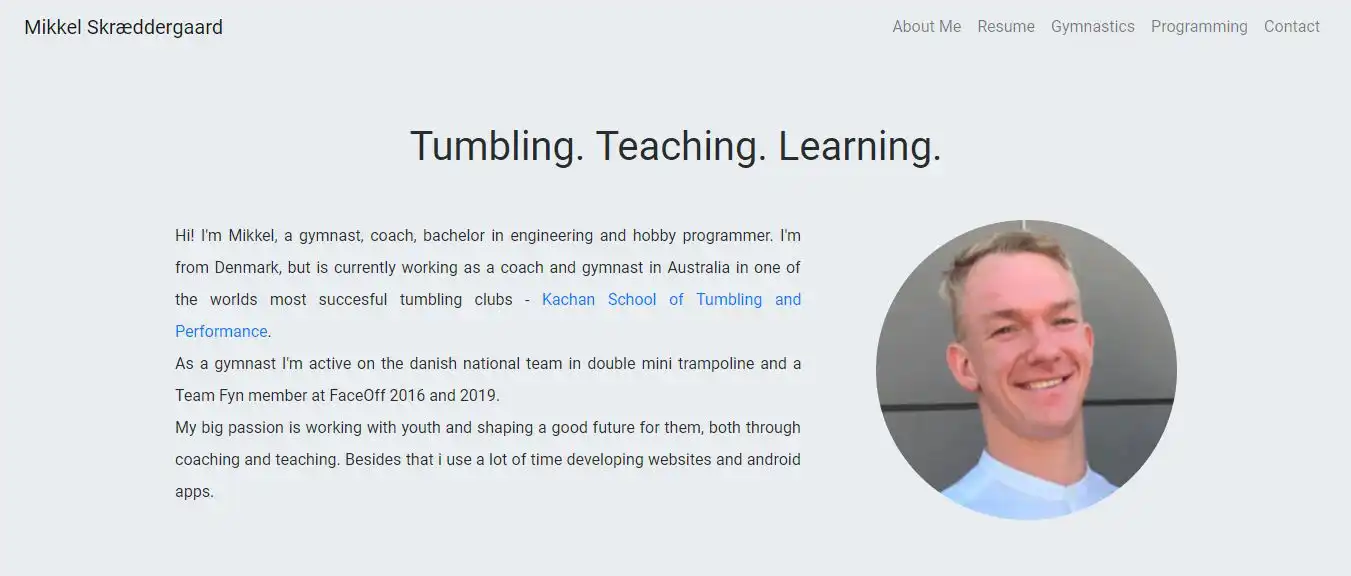 Mikkel Skræddergaard
About Me Resume Gymnastics Programming Contact
Tumbling. Teaching. Learning.
Hi! I'm Mikkel, a gymnast, coach, bachelor in engineering and hobby programmer. I'm
from Denmark, but is currently working as a coach and gymnast in Australia in one of
the worlds most succesful tumbling clubs - Kachan School of Tumbling and
Performance.
As a gymnast I'm active on the danish national team in double mini trampoline and a
Team Fyn member at FaceOff 2016 and 2019.
My big passion is working with youth and shaping a good future for them, both through
coaching and teaching. Besides that i use a lot of time developing websites and android
apps.